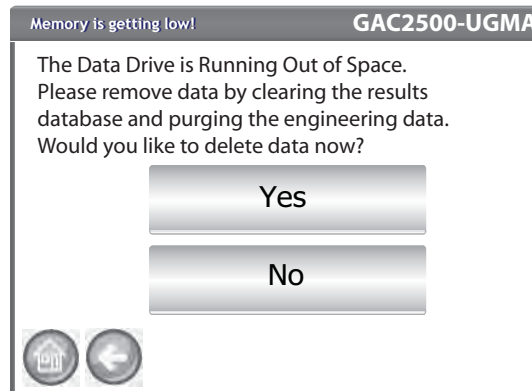 Memory is getting low! GAC2500-UGMA
The Data Drive is Running Out of Space.
Please remove data by clearing the results
database and purging the engineering data.
Would you like to delete data now?
Yes
No